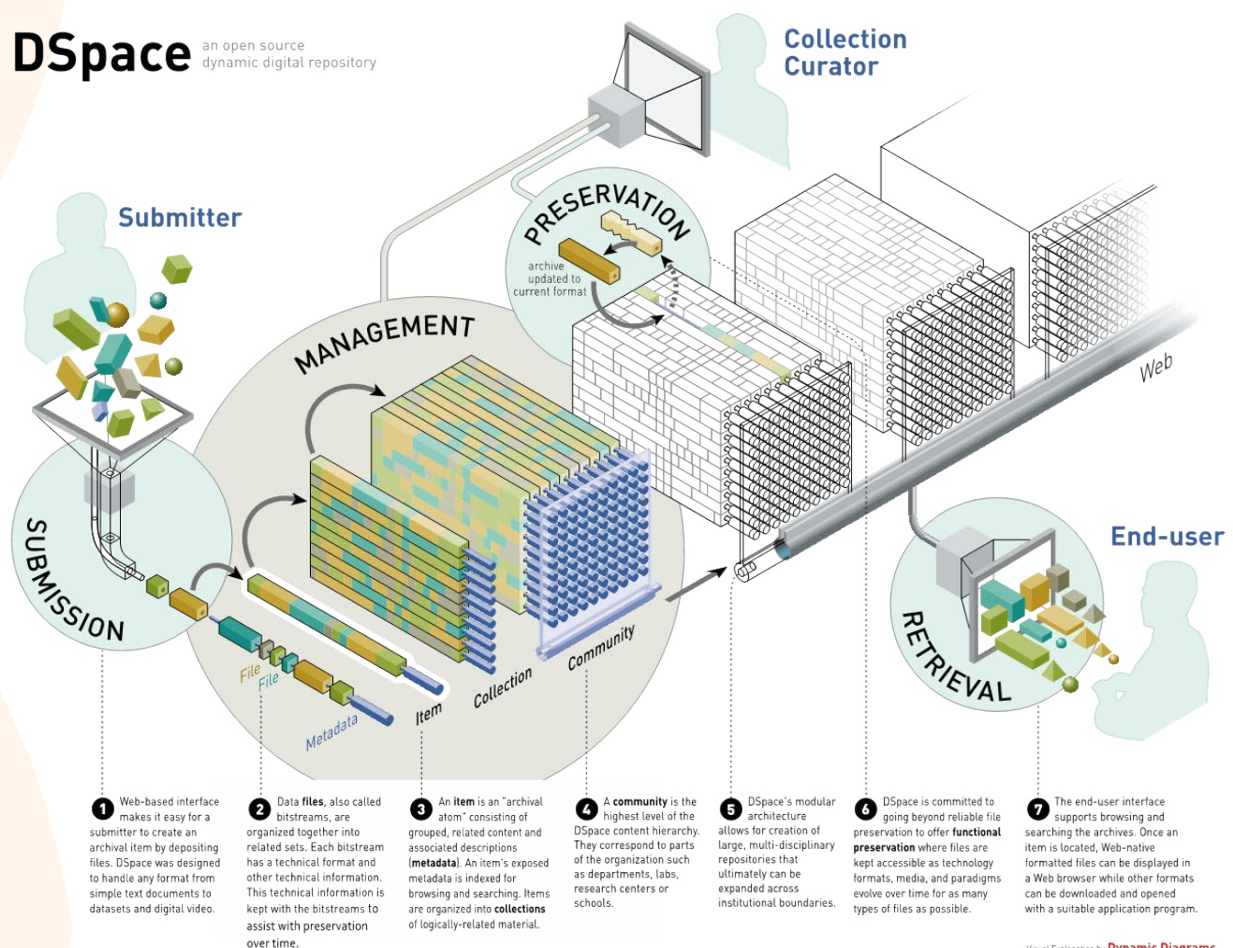 DSpace
an open source
dynamic digital repository
Collection
Curator
Submitter
PRESERVATION
archive
updated to
current format
MANAGEMENT
Web
End-user
SUBMISSION
RETRIEVAL
File
File
Metadata
Item
Collection
Community
1 Web-based interface
makes it easy for a
submitter to create an
archival item by depositing
files. DSpace was designed
to handle any format from
simple text documents to
datasets and digital video.
2 Data files, also called
bitstreams, are
organized together into
related sets. Each bitstream
has a technical format and
other technical information.
This technical information is
kept with the bitstreams to
assist with preservation
over time.
3 An item is an "archival
atom" consisting of
grouped, related content and
associated descriptions
(metadata). An item's exposed
metadata is indexed for
browsing and searching. Items
are organized into collections
of logically-related material.
4 A community is the
highest level of the
DSpace content hierarchy.
They correspond to parts
of the organization such
as departments, labs,
research centers or
schools.
5 DSpace's modular
architecture
allows for creation of
large, multi-disciplinary
repositories that
ultimately can be
expanded across
institutional boundaries.
6 DSpace is committed to
going beyond reliable file
preservation to offer functional
preservation where files are
kept accessible as technology
formats, media, and paradigms
evolve over time for as many
types of files as possible.
7 The end-user interface
supports browsing and
searching the archives. Once an
item is located, Web-native
formatted files can be displayed in
a Web browser while other formats
can be downloaded and opened
with a suitable application program.
Visual Explanation by Dynamic Diagrams